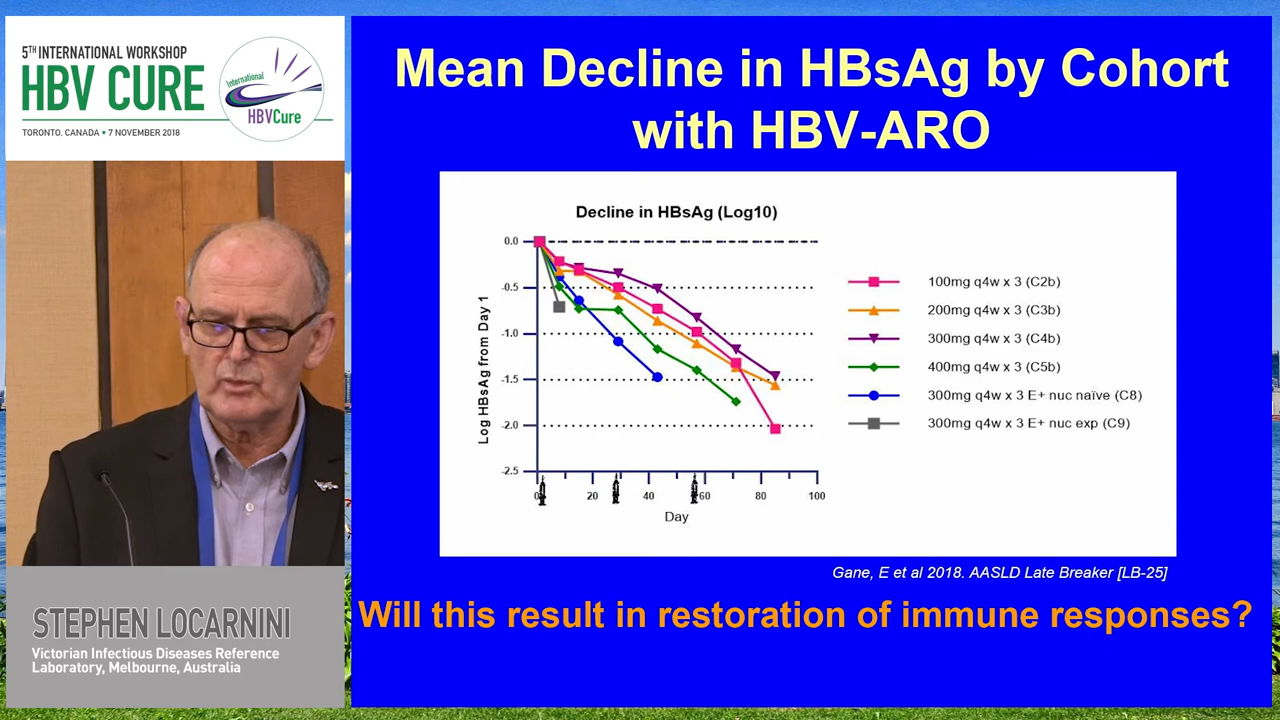 5TH INTERNATIONAL WORKSHOP
HBV CURE
TORONTO, CANADA • 7 NOVEMBER 2018
International
HBVCure
STEPHEN LOCARNINI
Victorian Infectious Diseases Reference
Laboratory, Melbourne, Australia
Mean Decline in HBsAg by Cohort
with HBV-ARO
Decline in HBsAg (Log10)
Log HBsAg from Day 1
0.0
-0.5
-1.0
-1.5
-2.0
-2.5
0 20 40 60 80 100
Day
100mg q4w x 3 (C2b)
200mg q4w x 3 (C3b)
300mg q4w x 3 (C4b)
400mg q4w x 3 (C5b)
300mg q4w x 3 E+ nuc naïve (C8)
300mg q4w x 3 E+ nuc exp (C9)
Gane, E et al 2018. AASLD Late Breaker [LB-25]
Will this result in restoration of immune responses?